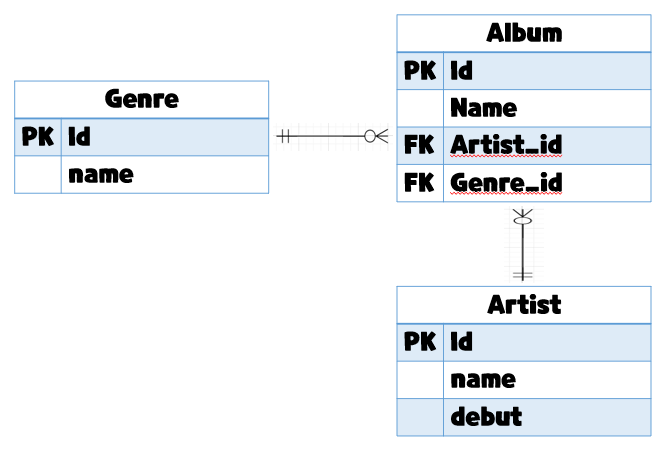 Genre
PK Id
name
Album
PK Id
Name
FK Artist_id
FK Genre_id
Artist
PK Id
name
debut